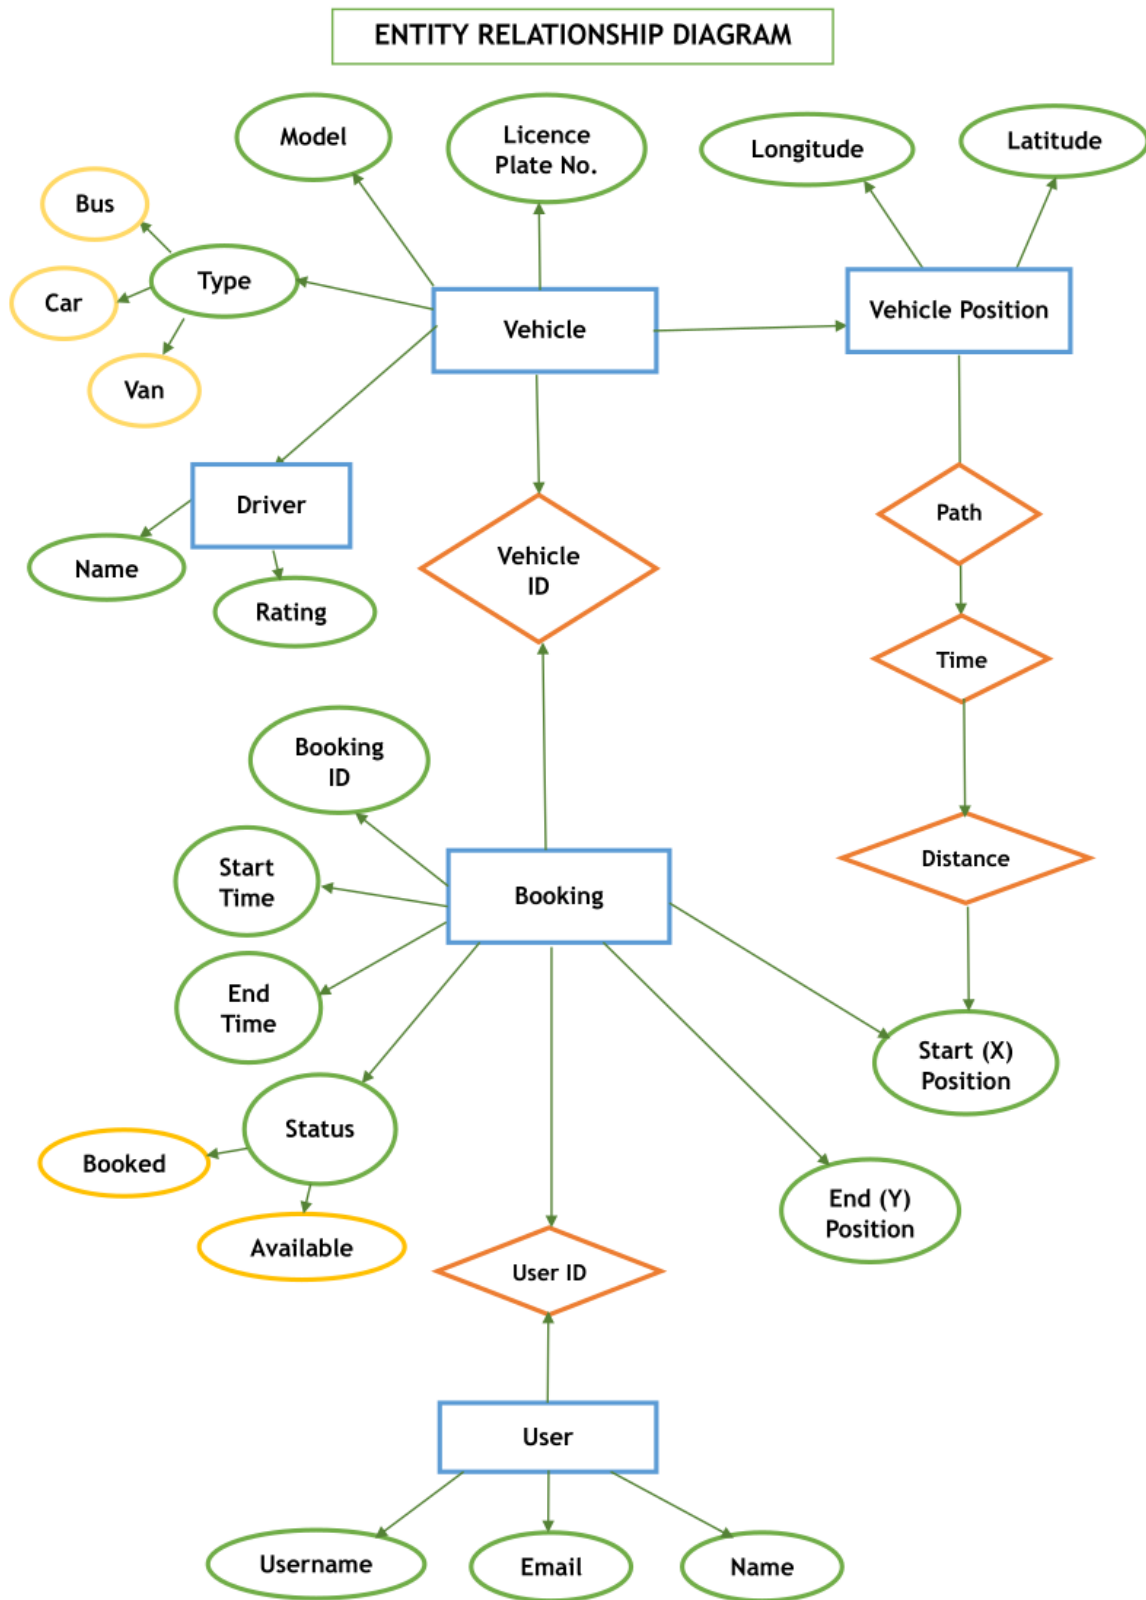 ENTITY RELATIONSHIP DIAGRAM
Model
Licence
Plate No.
Longitude
Latitude
Bus
Type
Car
Van
Vehicle
Vehicle Position
Driver
Name
Rating
Vehicle
ID
Path
Time
Distance
Booking
ID
Start
Time
End
Time
Booking
Status
Booked
Available
Start (X)
Position
End (Y)
Position
User ID
User
Username
Email
Name